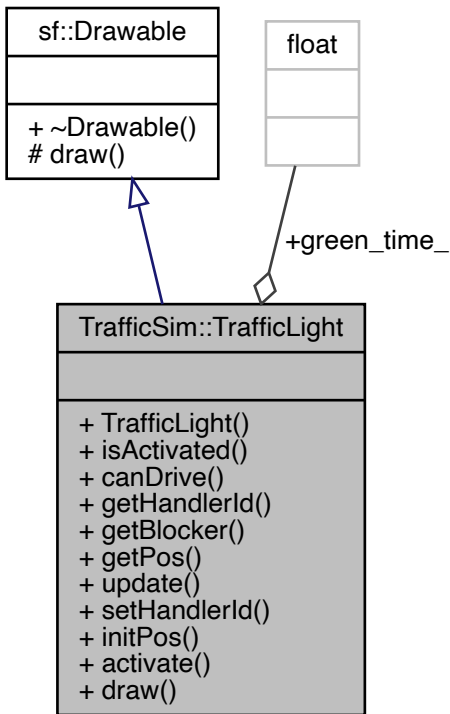 sf::Drawable
+ ~Drawable()
# draw()
float
+green_time_
TrafficSim::TrafficLight
+ TrafficLight()
+ isActivated()
+ canDrive()
+ getHandlerId()
+ getBlocker()
+ getPos()
+ update()
+ setHandlerId()
+ initPos()
+ activate()
+ draw()